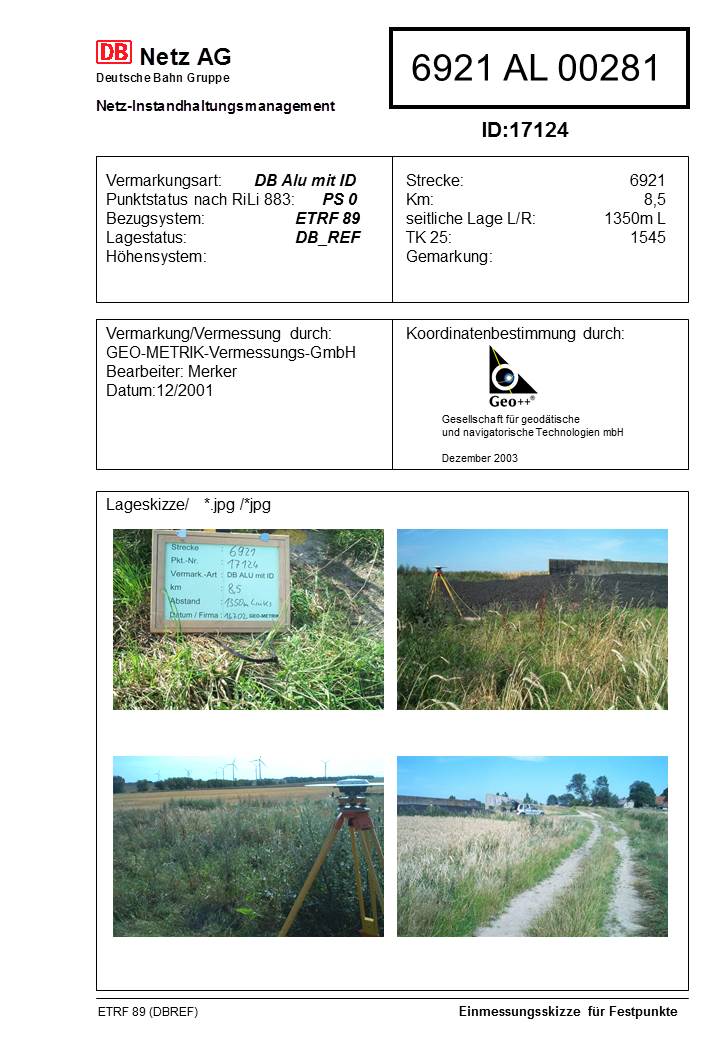 DB Netz AG
Deutsche Bahn Gruppe
Netz-Instandhaltungsmanagement
6921 AL 00281
ID:17124
Vermarkungsart: DB Alu mit ID
Punktstatus nach RiLi 883: PS 0
Bezugsystem: ETRF 89
Lagestatus: DB_REF
Höhensystem:
Strecke: 6921
Km: 8,5
seitliche Lage L/R: 1350m L
TK 25: 1545
Gemarkung:
Vermarkung/Vermessung durch:
GEO-METRIK-Vermessungs-GmbH
Bearbeiter: Merker
Datum:12/2001
Koordinatenbestimmung durch:
Geo++®
Gesellschaft für geodätische
und navigatorische Technologien mbH
Dezember 2003
Lageskizze/ *.jpg /*jpg
Strecke : 6921
Pkt.-Nr. : 17124
Vermark.-Art : DB ALU mit ID
km : 8,5
Abstand : 1350m links
Datum / Firma : 16.7.02 GEO-METRIK
ETRF 89 (DBREF)
Einmessungsskizze für Festpunkte